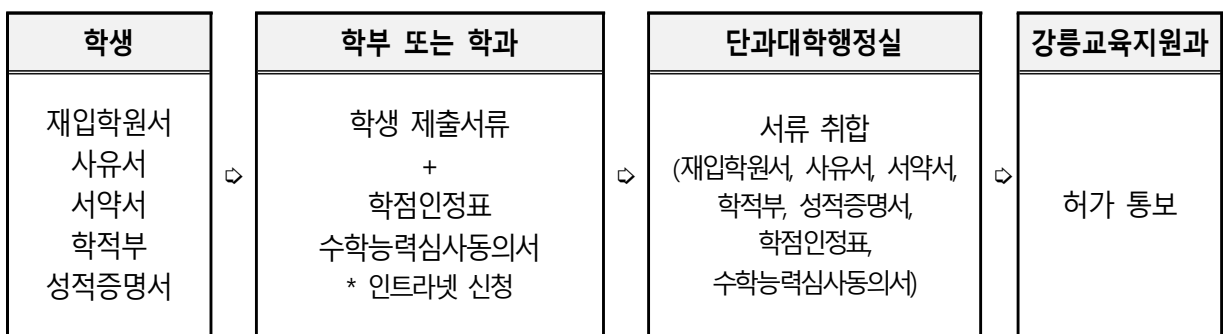 학생
재입학원서
사유서
서약서
학적부
성적증명서
➪
학부 또는 학과
학생 제출서류
+
학점인정표
수학능력심사동의서
* 인트라넷 신청
➪
단과대학행정실
서류 취합
(재입학원서, 사유서, 서약서,
학적부, 성적증명서,
학점인정표,
수학능력심사동의서)
➪
강릉교육지원과
허가 통보